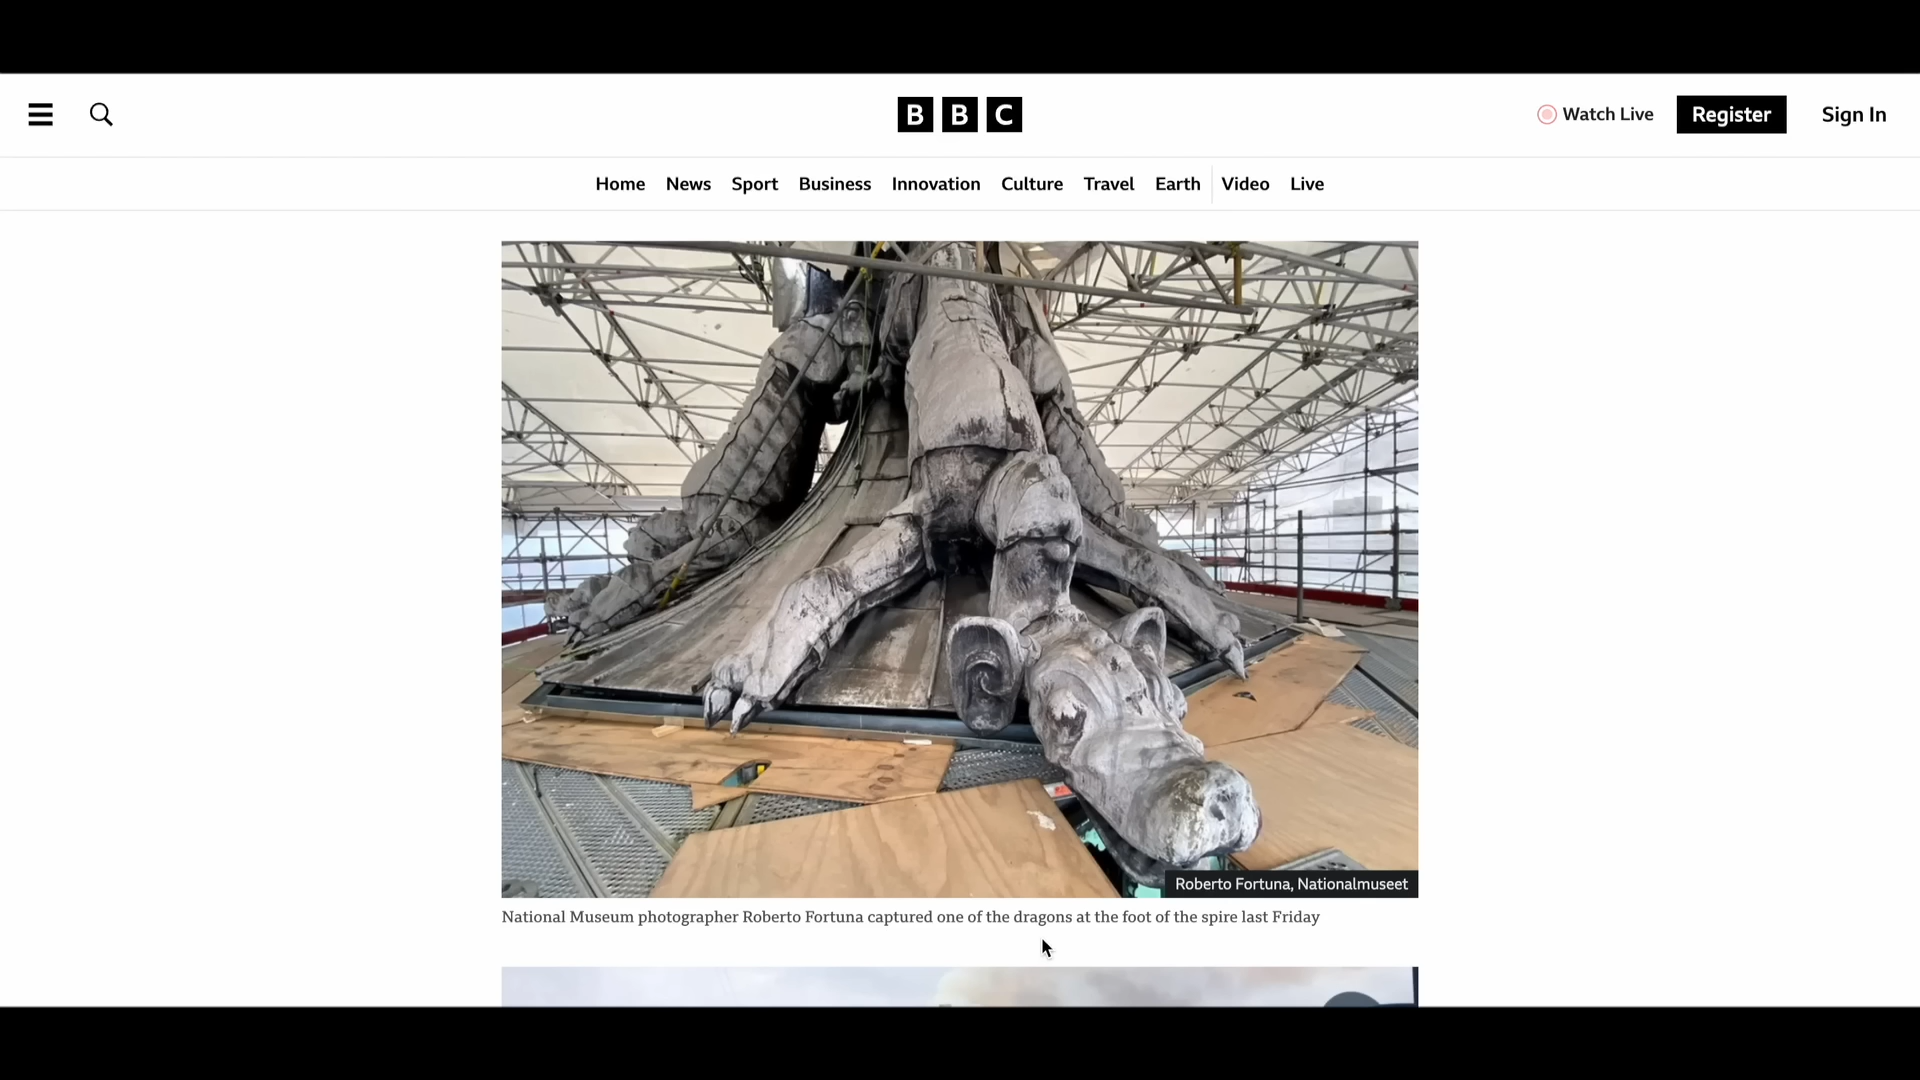 BBC
Watch Live
Register
Sign In
Home News Sport Business Innovation Culture Travel Earth Video Live
Roberto Fortuna, Nationalmuseet
National Museum photographer Roberto Fortuna captured one of the dragons at the foot of the spire last Friday